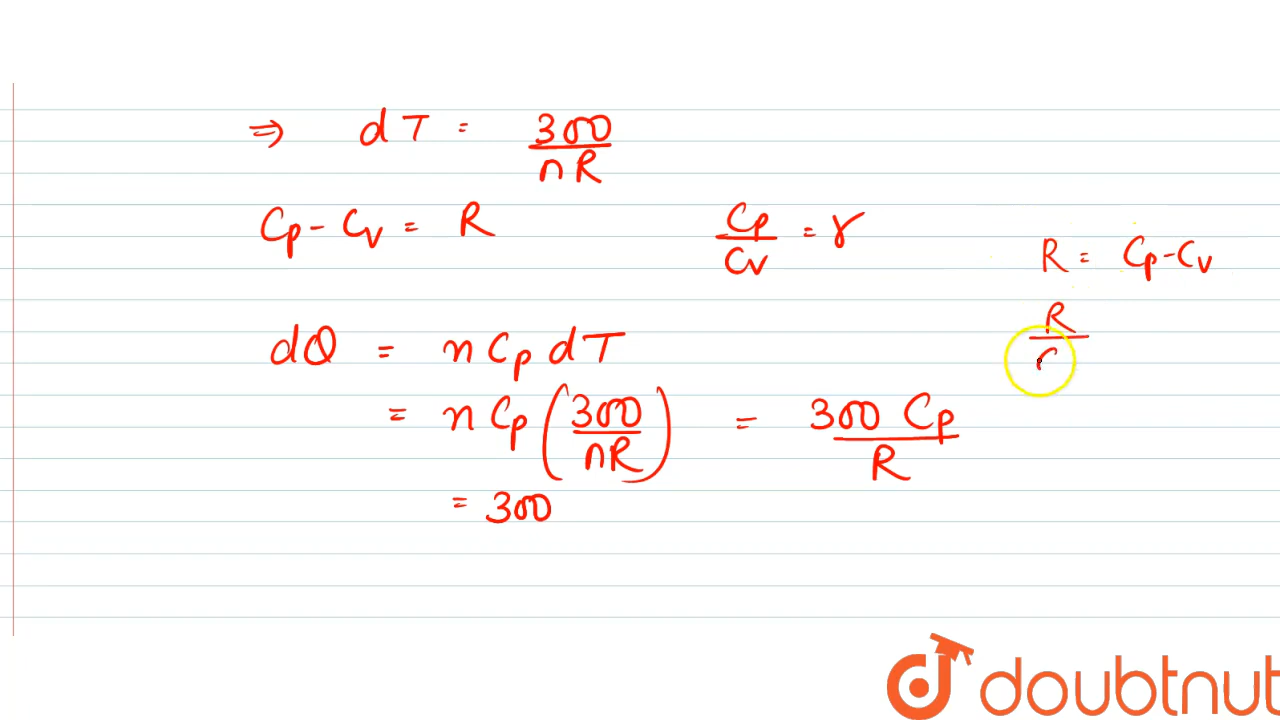 ⇒ dT = 300/nR
Cp - Cv = R Cp/Cv = γ
R = Cp - Cv
R/
dQ = n Cp dT
= n Cp (300/nR) = 300 Cp/R
= 300
doubtnut